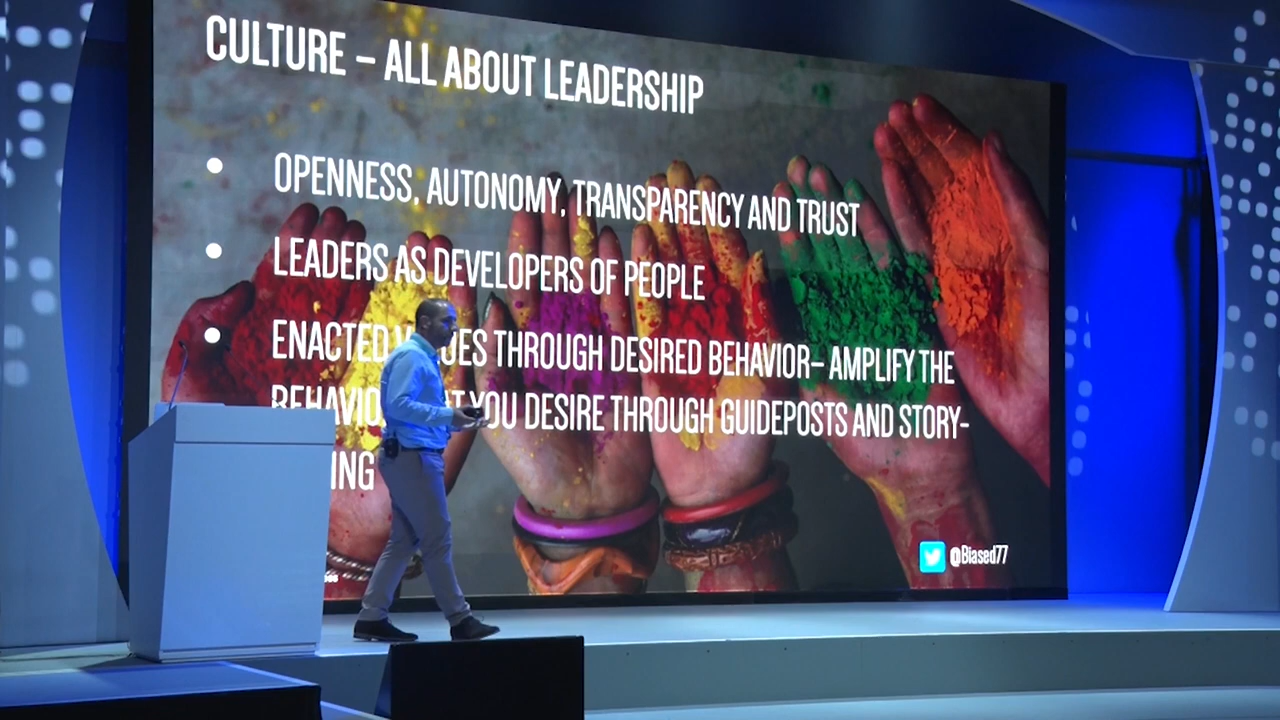 CULTURE – ALL ABOUT LEADERSHIP
• OPENNESS, AUTONOMY, TRANSPARENCY AND TRUST
• LEADERS AS DEVELOPERS OF PEOPLE
• ENACTED THROUGH DESIRED BEHAVIOR– AMPLIFY THE
YOU DESIRE THROUGH GUIDEPOSTS AND STORY-
@Biased77